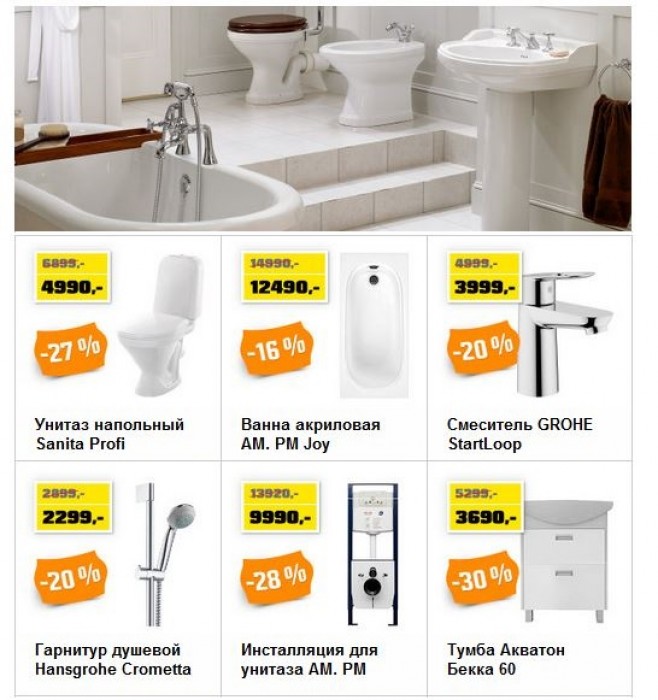 6899,-
4990,-
-27 %
Унитаз напольный
Sanita Profi
14990,-
12490,-
-16 %
Ванна акриловая
AM. PM Joy
4999,-
3999,-
-20 %
Смеситель GROHE
StartLoop
2899,-
2299,-
-20 %
Гарнитур душевой
Hansgrohe Crometta
13920,-
9990,-
-28 %
Инсталляция для
унитаза AM. PM
5299,-
3690,-
-30 %
Тумба Акватон
Бекка 60